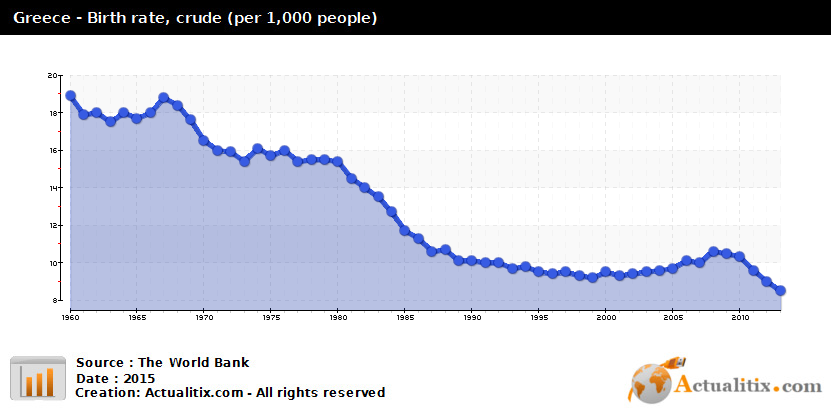 Greece - Birth rate, crude (per 1,000 people)
20
18
16
14
12
10
8
1960 1965 1970 1975 1980 1985 1990 1995 2000 2005 2010
Source : The World Bank
Date : 2015
Creation: Actualitix.com - All rights reserved
Actualitix.com